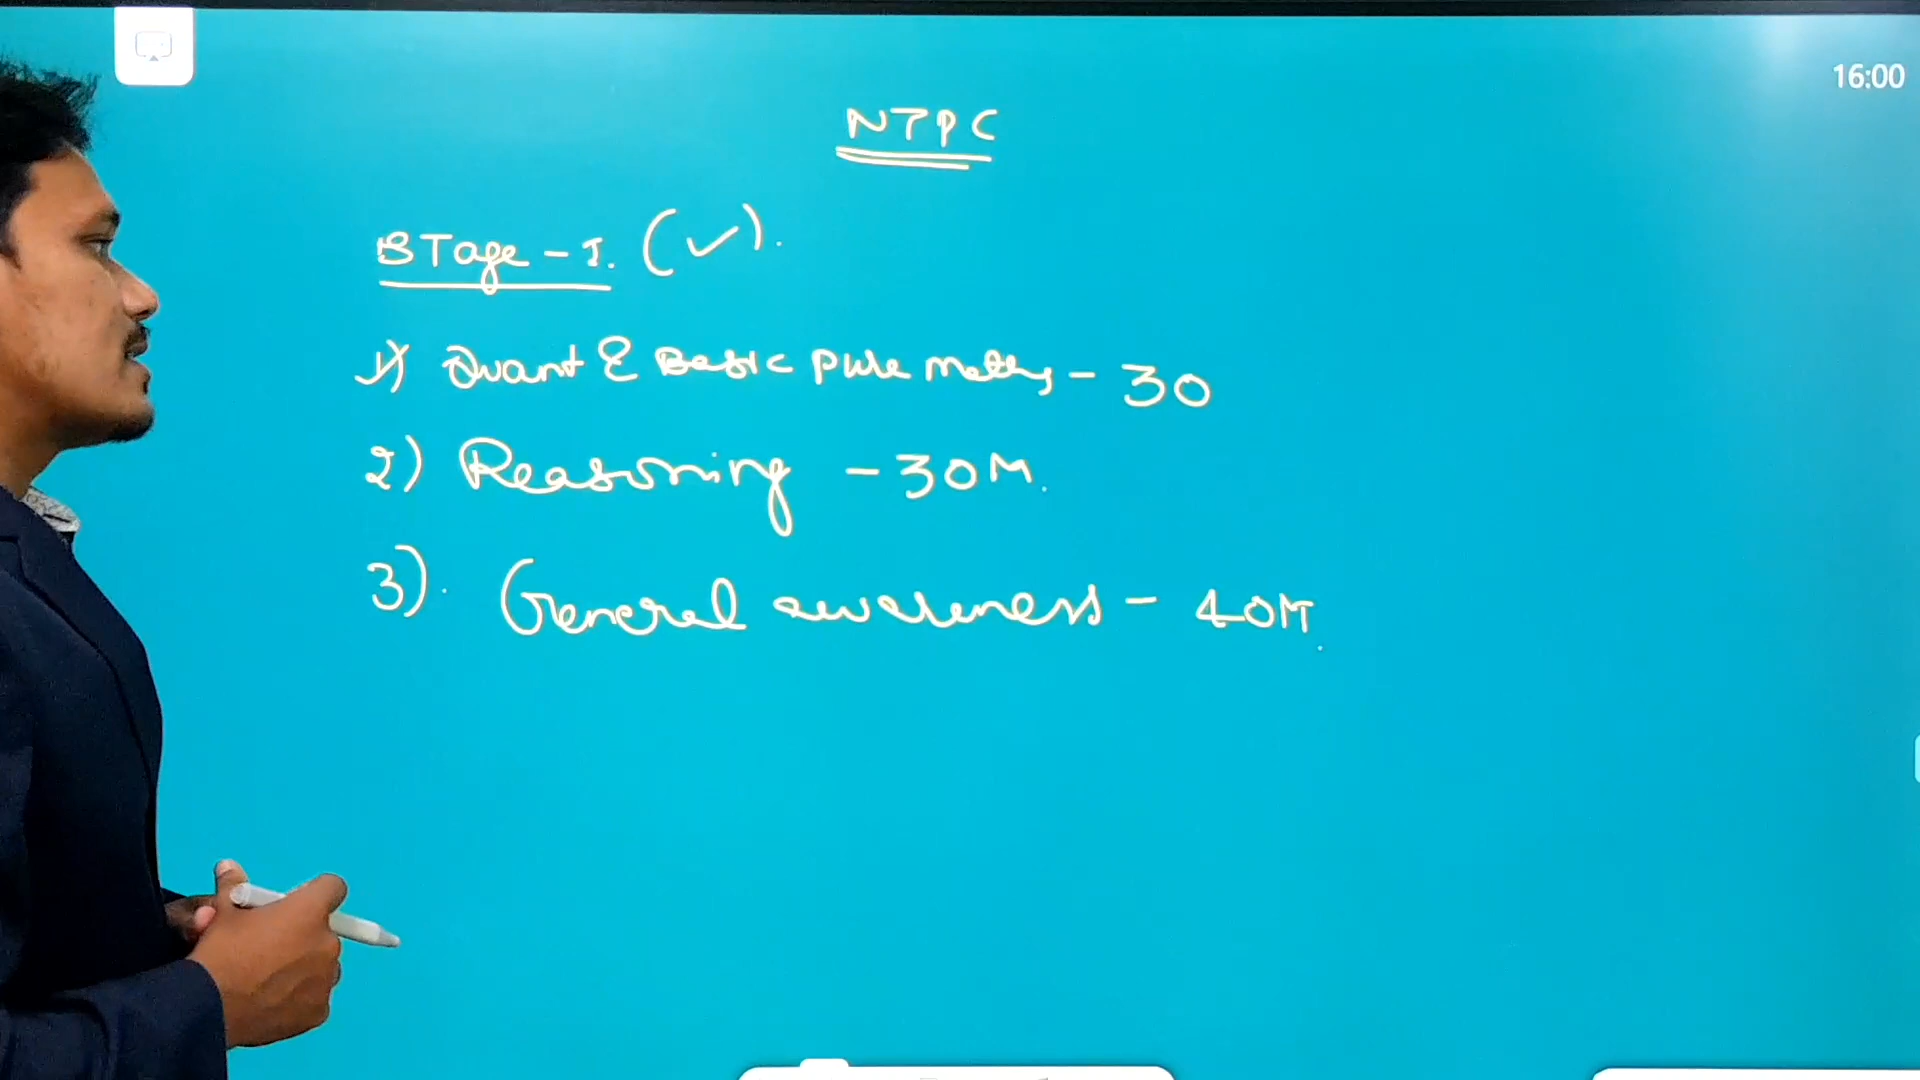 16:00
NTPC
STage - I. (✓).
1) Quant & Basic pure maths - 30
2) Reasoning - 30M.
3). General awareness - 40M.